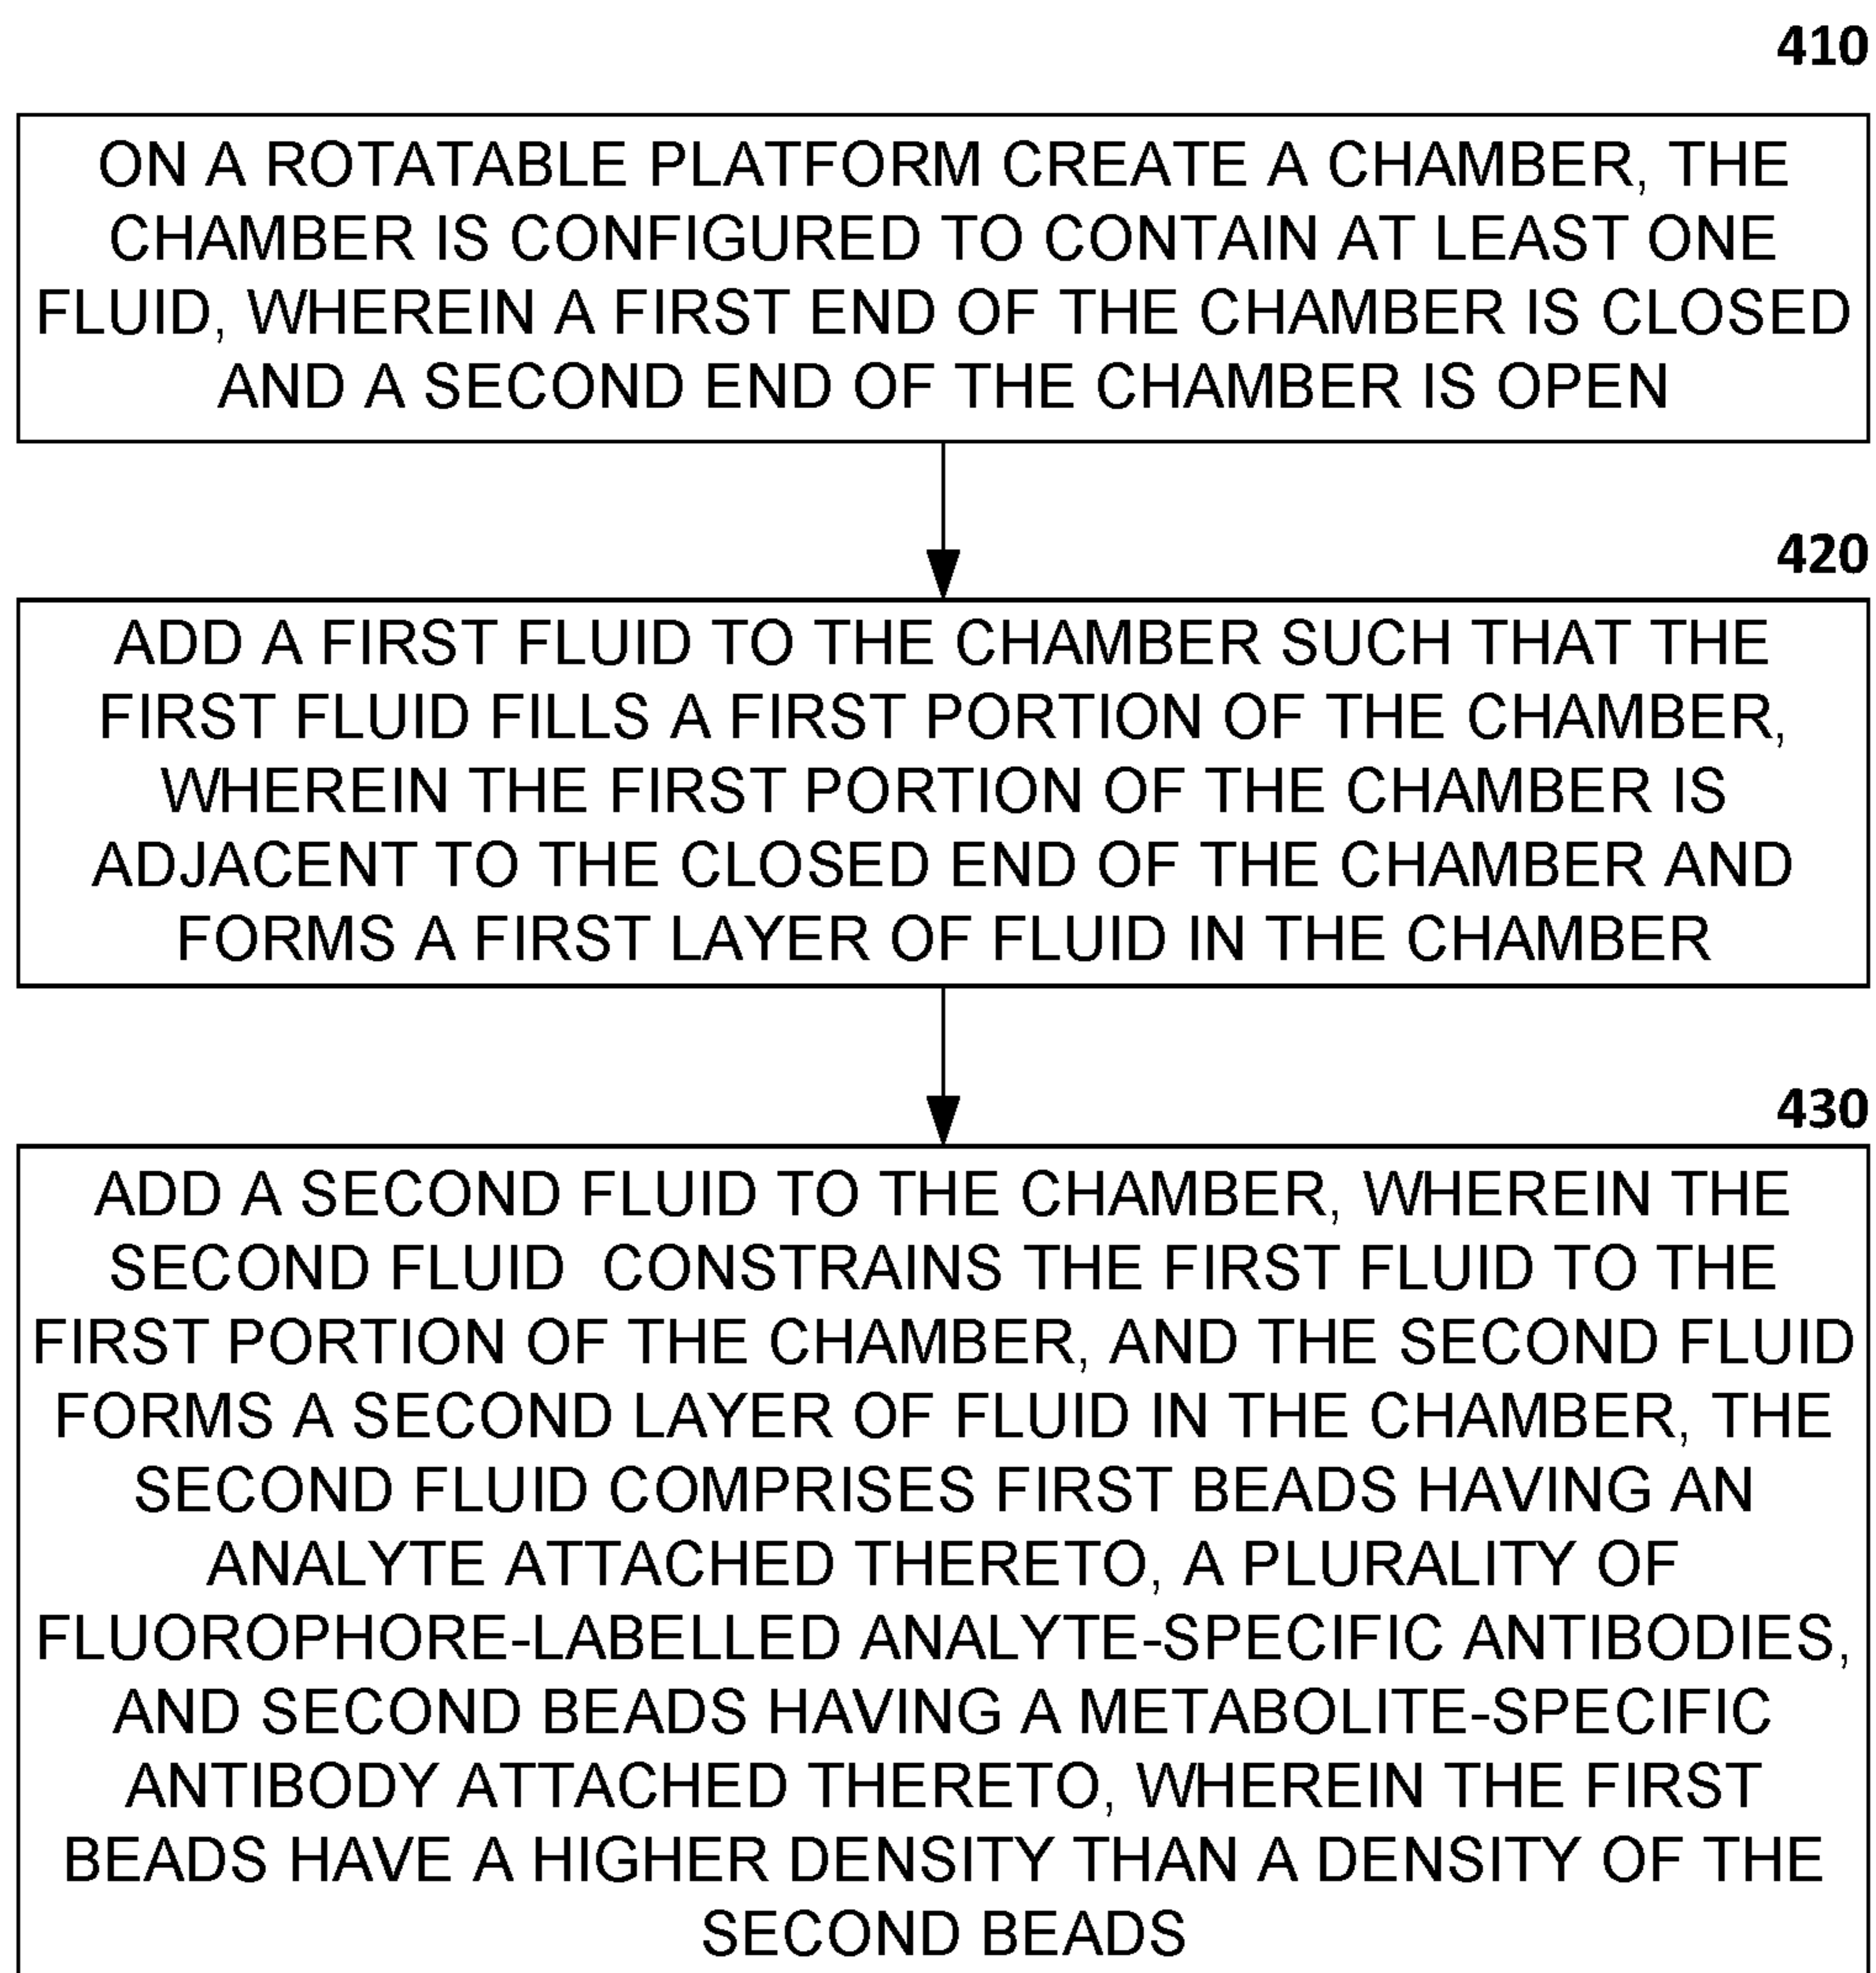 410
ON A ROTATABLE PLATFORM CREATE A CHAMBER, THE
CHAMBER IS CONFIGURED TO CONTAIN AT LEAST ONE
FLUID, WHEREIN A FIRST END OF THE CHAMBER IS CLOSED
AND A SECOND END OF THE CHAMBER IS OPEN
420
ADD A FIRST FLUID TO THE CHAMBER SUCH THAT THE
FIRST FLUID FILLS A FIRST PORTION OF THE CHAMBER,
WHEREIN THE FIRST PORTION OF THE CHAMBER IS
ADJACENT TO THE CLOSED END OF THE CHAMBER AND
FORMS A FIRST LAYER OF FLUID IN THE CHAMBER
430
ADD A SECOND FLUID TO THE CHAMBER, WHEREIN THE
SECOND FLUID CONSTRAINS THE FIRST FLUID TO THE
FIRST PORTION OF THE CHAMBER, AND THE SECOND FLUID
FORMS A SECOND LAYER OF FLUID IN THE CHAMBER, THE
SECOND FLUID COMPRISES FIRST BEADS HAVING AN
ANALYTE ATTACHED THERETO, A PLURALITY OF
FLUOROPHORE-LABELLED ANALYTE-SPECIFIC ANTIBODIES,
AND SECOND BEADS HAVING A METABOLITE-SPECIFIC
ANTIBODY ATTACHED THERETO, WHEREIN THE FIRST
BEADS HAVE A HIGHER DENSITY THAN A DENSITY OF THE
SECOND BEADS